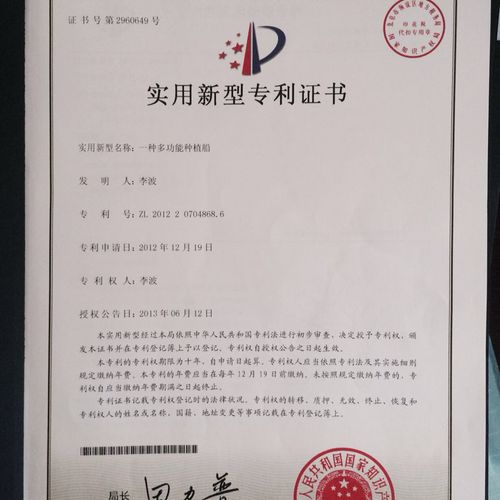 证书号第2960649号
实用新型专利证书
实用新型名称：一种多功能种植船
发明人：李波
专利号：ZL 2012 2 0704868.6
专利申请日：2012年12月19日
专利权人：李波
授权公告日：2013年06月12日
本实用新型经过本局依照中华人民共和国专利法进行初步审查，决定授予专利权，颁
发本证书并在专利登记簿上予以登记。专利权自授权公告之日起生效。
本专利的专利权期限为十年，自申请日起算。专利权人应当依照专利法及其实施细则
规定缴纳年费。本专利的年费应当在每年12月19日前缴纳。未按照规定缴纳年费的，专
利权自应当缴纳年费期满之日起终止。
专利证书记载专利权登记时的法律状况。专利权的转移、质押、无效、终止、恢复和
专利权人的姓名或名称、国籍、地址变更等事项记载在专利登记簿上。
局长
田力普
人民共和国国家知识产